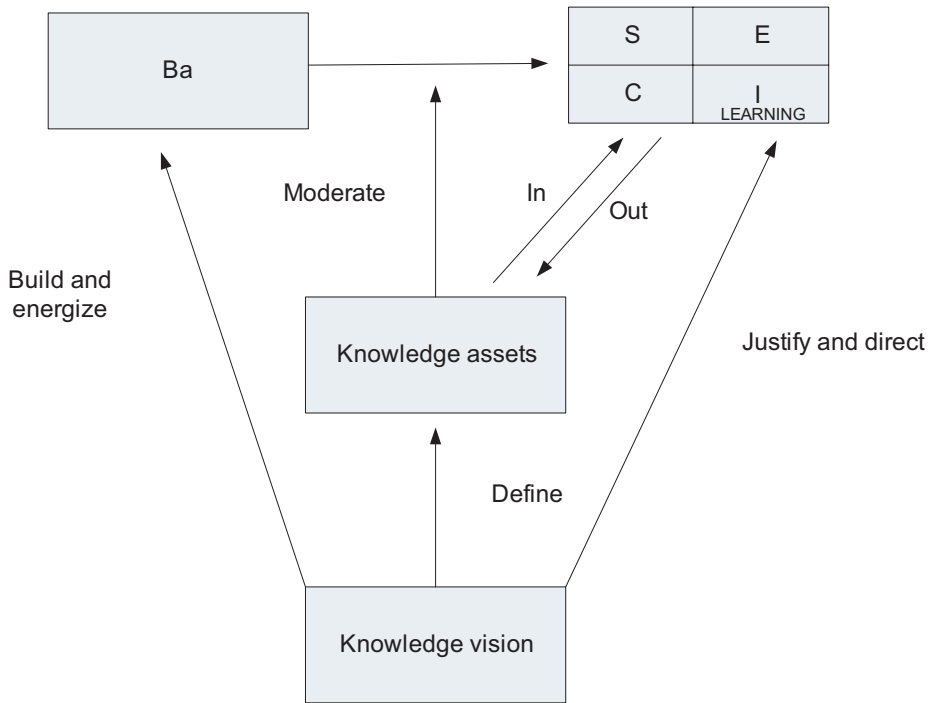 Ba
S
E
C
I
LEARNING
Moderate
In
Out
Build and
energize
Knowledge assets
Justify and direct
Define
Knowledge vision